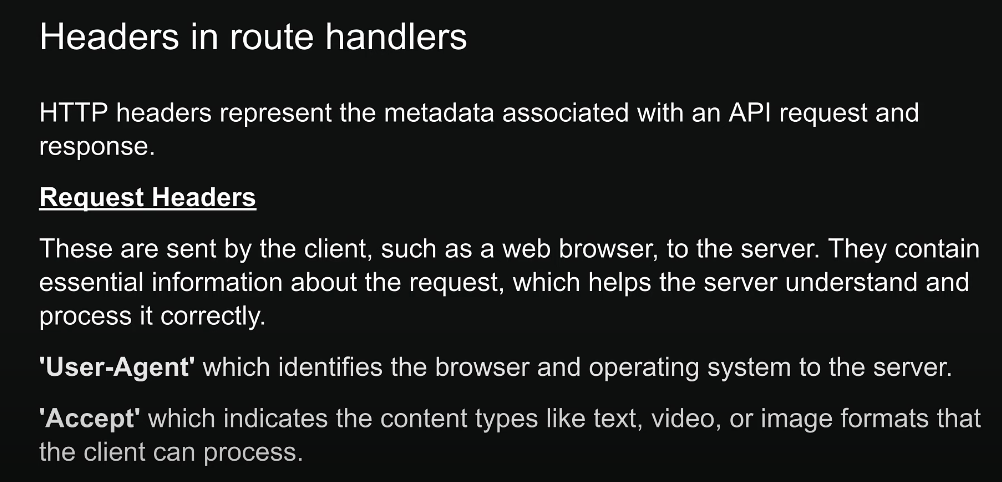 Headers in route handlers
HTTP headers represent the metadata associated with an API request and
response.
Request Headers
These are sent by the client, such as a web browser, to the server. They contain
essential information about the request, which helps the server understand and
process it correctly.
'User-Agent' which identifies the browser and operating system to the server.
'Accept' which indicates the content types like text, video, or image formats that
the client can process.